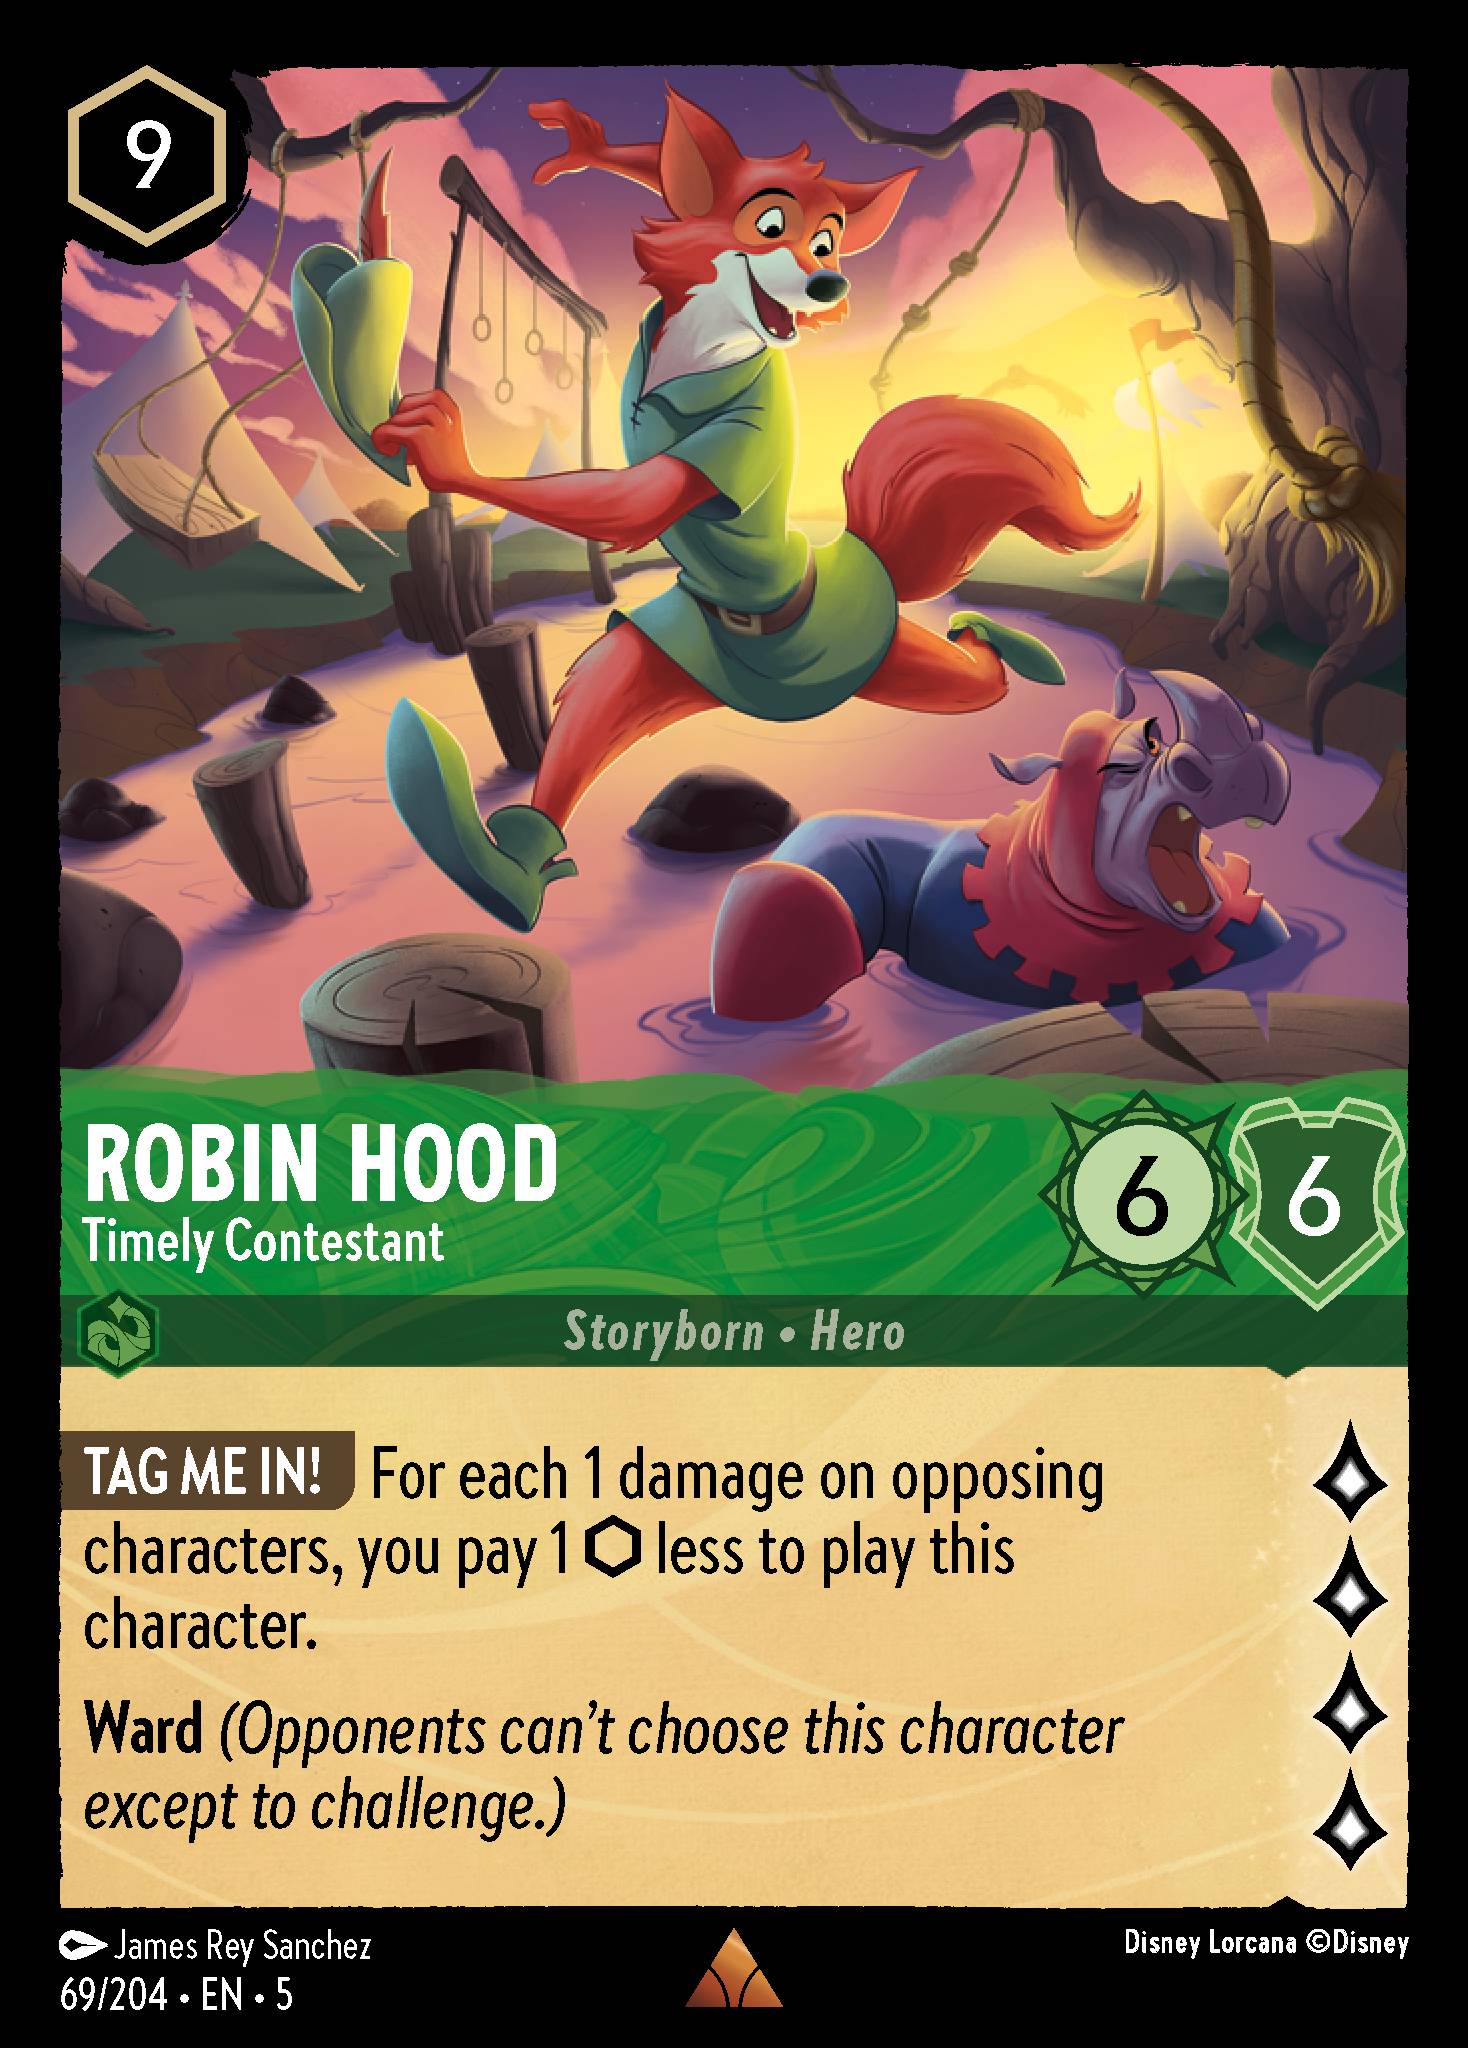 9
ROBIN HOOD
Timely Contestant
6 6
Storyborn • Hero
TAG ME IN! For each 1 damage on opposing
characters, you pay 1 ⬡ less to play this
character.
Ward (Opponents can't choose this character
except to challenge.)
James Rey Sanchez
Disney Lorcana ©Disney
69/204 • EN • 5